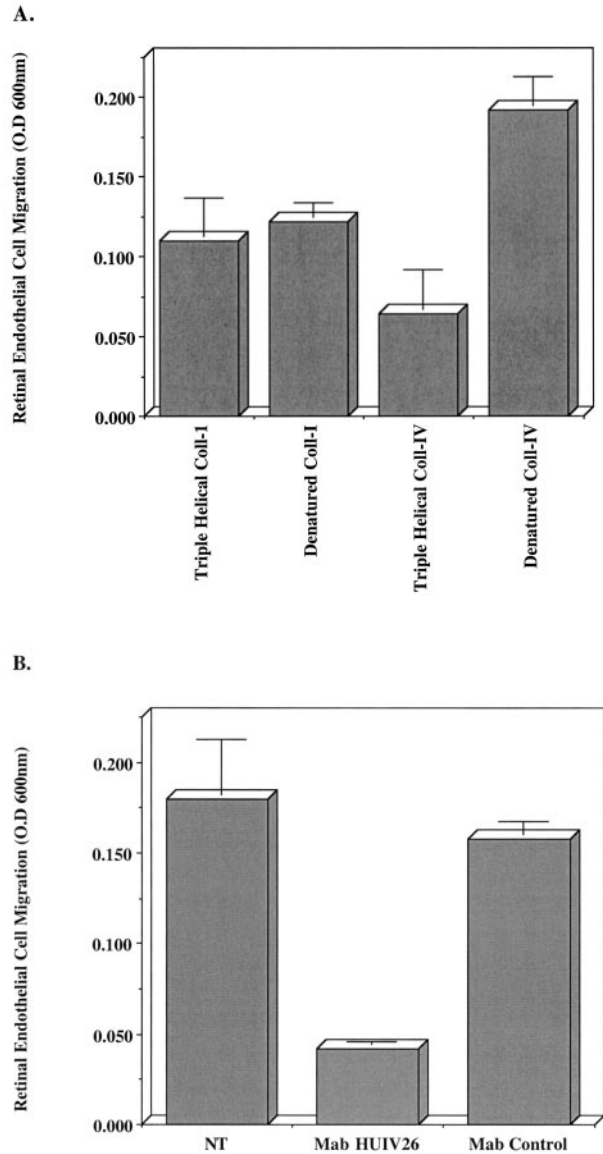 A.
Retinal Endothelial Cell Migration (O.D 600nm)
0.200
0.150
0.100
0.050
0.000
Triple Helical Coll-1
Denatured Coll-I
Triple Helical Coll-IV
Denatured Coll-IV
B.
Retinal Endothelial Cell Migration (O.D 600nm)
0.200
0.150
0.100
0.050
0.000
NT
Mab HUIV26
Mab Control